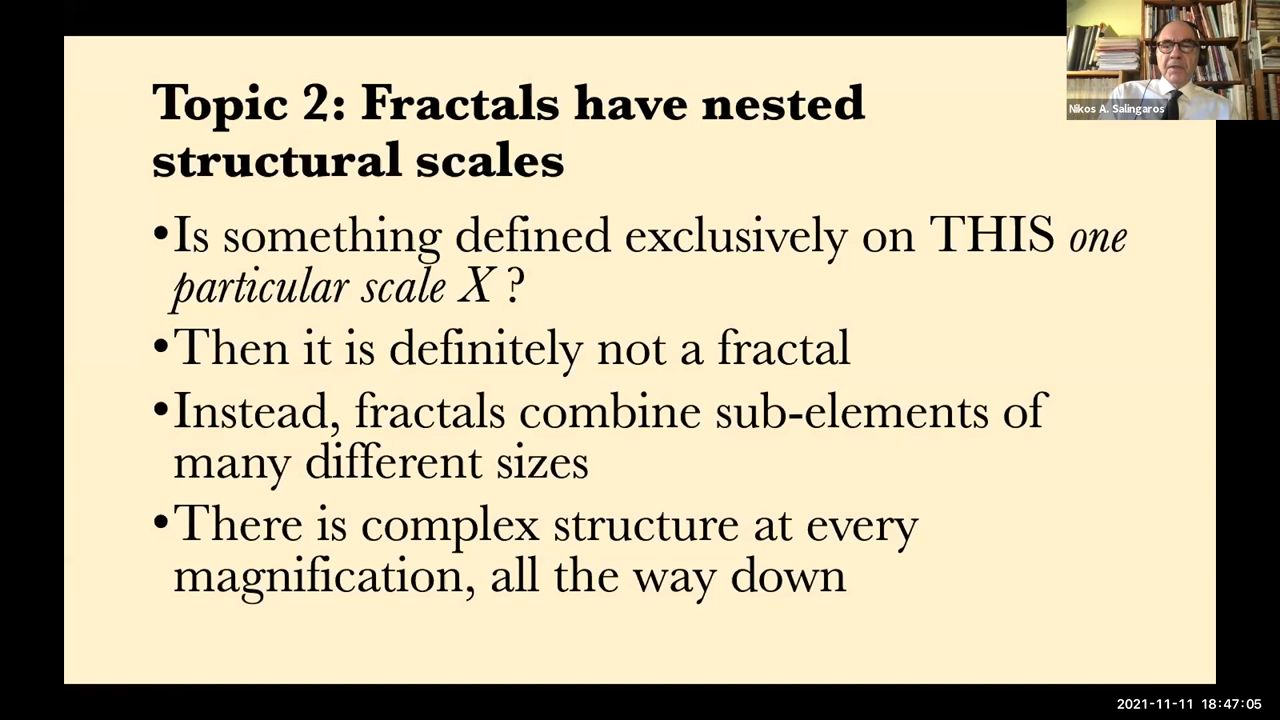 Topic 2: Fractals have nested
structural scales
•Is something defined exclusively on THIS one
particular scale X ?
•Then it is definitely not a fractal
•Instead, fractals combine sub-elements of
many different sizes
•There is complex structure at every
magnification, all the way down
Nikos A. Salingaros
2021-11-11 18:47:05